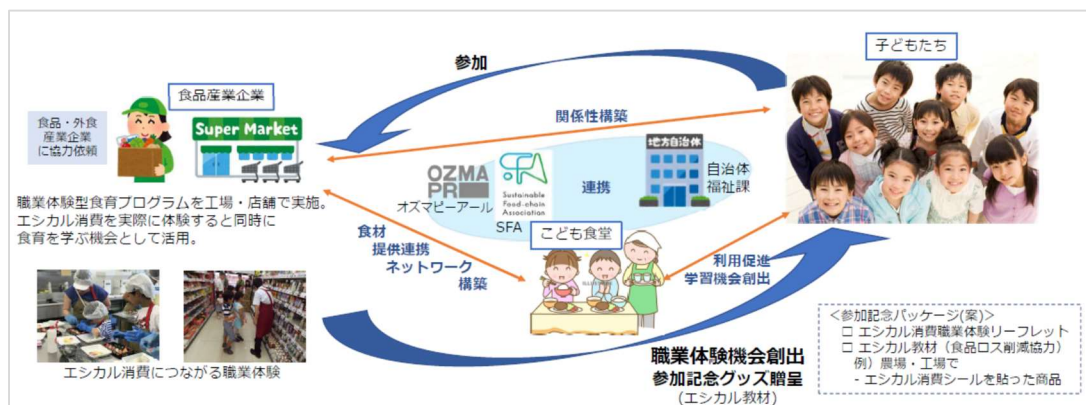 参加
子どもたち
食品産業企業
食品・外食
産業企業
に協力依頼
Super Market
関係性構築
OZMA
PR
オズマピーアール
SFA
Sustainable
Food-chain
Association
SFA
連携
地方自治体
自治体
福祉課
職業体験型食育プログラムを工場・店舗で実施。
エシカル消費を実際に体験すると同時に
食育を学ぶ機会として活用。
食材
提供連携
ネットワーク
構築
こども食堂
利用促進
学習機会創出
エシカル消費につながる職業体験
職業体験機会創出
参加記念グッズ贈呈
(エシカル教材)
＜参加記念パッケージ(案)＞
□ エシカル消費職業体験リーフレット
□ エシカル教材（食品ロス削減協力）
例）農場・工場で
- エシカル消費シールを貼った商品